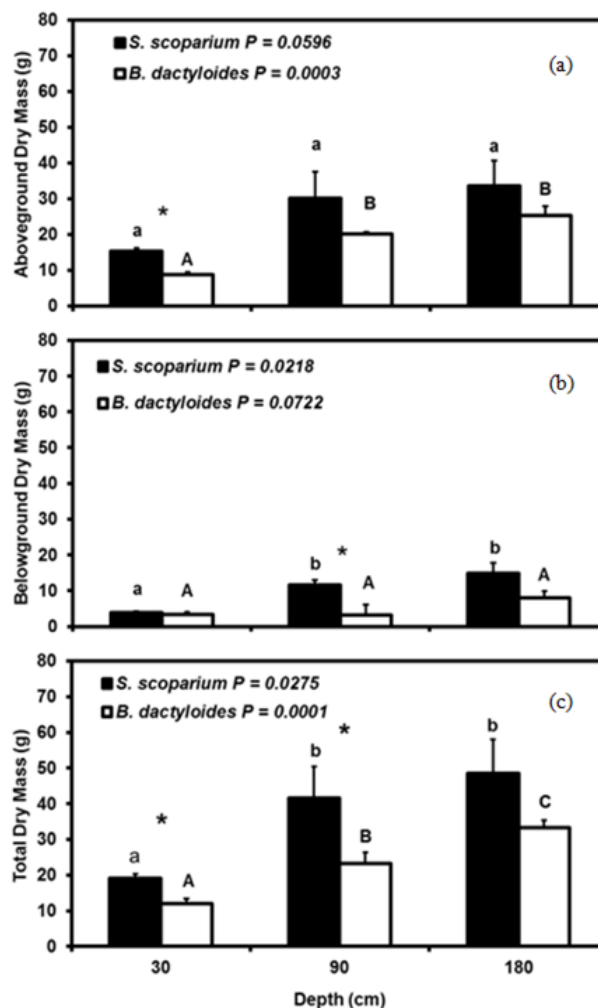 80
70
60
50
40
30
20
10
0
Aboveground Dry Mass (g)
S. scoparium P = 0.0596
B. dactyloides P = 0.0003
(a)
a
A
*
a
B
a
B
80
70
60
50
40
30
20
10
0
Belowground Dry Mass (g)
S. scoparium P = 0.0218
B. dactyloides P = 0.0722
(b)
a
A
b
*
A
b
A
80
70
60
50
40
30
20
10
0
Total Dry Mass (g)
S. scoparium P = 0.0275
B. dactyloides P = 0.0001
(c)
a
*
A
b
*
B
b
C
30 90 180
Depth (cm)